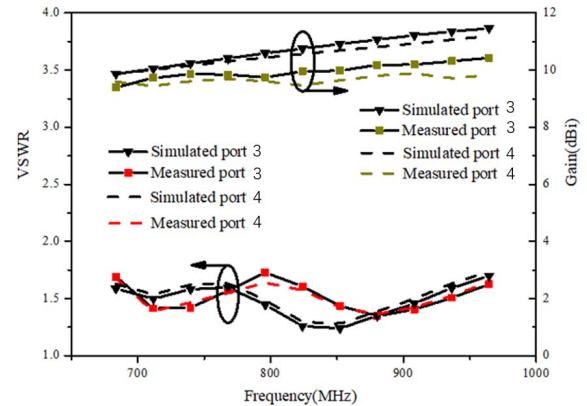 4.0
3.5
3.0
2.5
2.0
1.5
1.0
VSWR
12
10
8
6
4
2
0
Gain(dBi)
Simulated port 3
Measured port 3
Simulated port 4
Measured port 4
Simulated port 3
Measured port 3
Simulated port 4
Measured port 4
700
800
900
1000
Frequency(MHz)